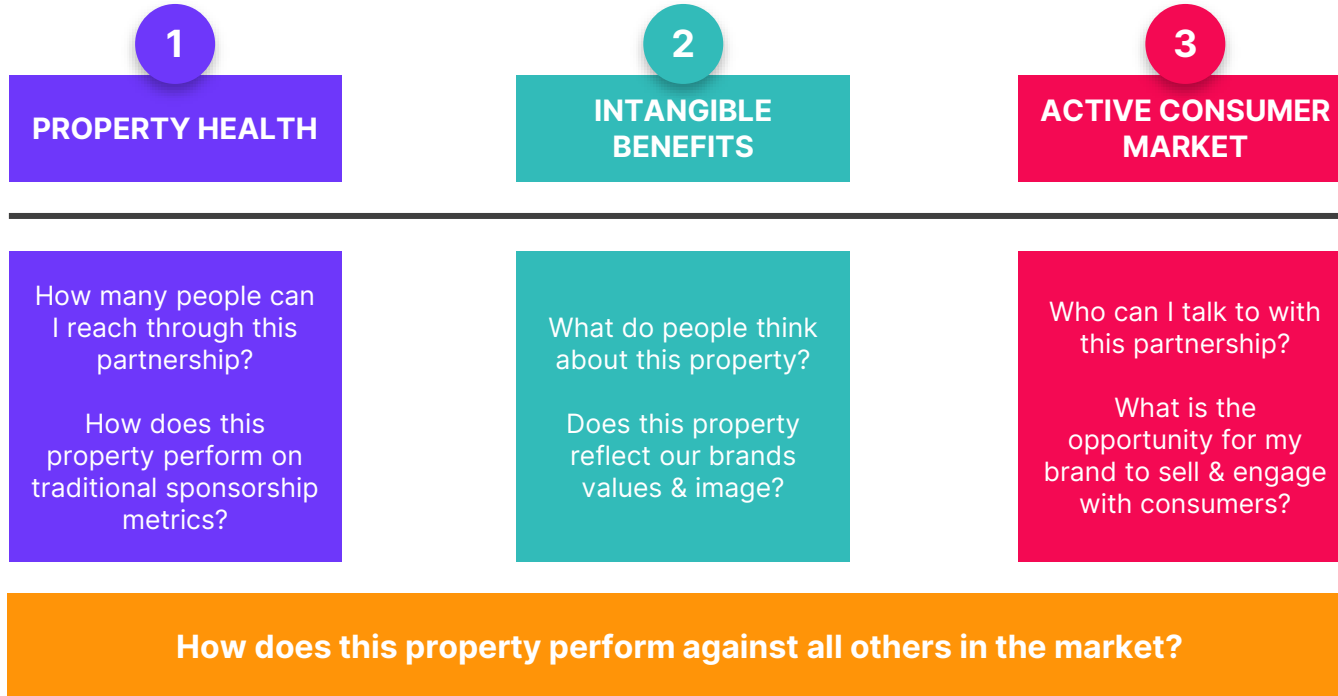 1
PROPERTY HEALTH
2
INTANGIBLE
BENEFITS
3
ACTIVE CONSUMER
MARKET
How many people can
I reach through this
partnership?
How does this
property perform on
traditional sponsorship
metrics?
What do people think
about this property?
Does this property
reflect our brands
values & image?
Who can I talk to with
this partnership?
What is the
opportunity for my
brand to sell & engage
with consumers?
How does this property perform against all others in the market?